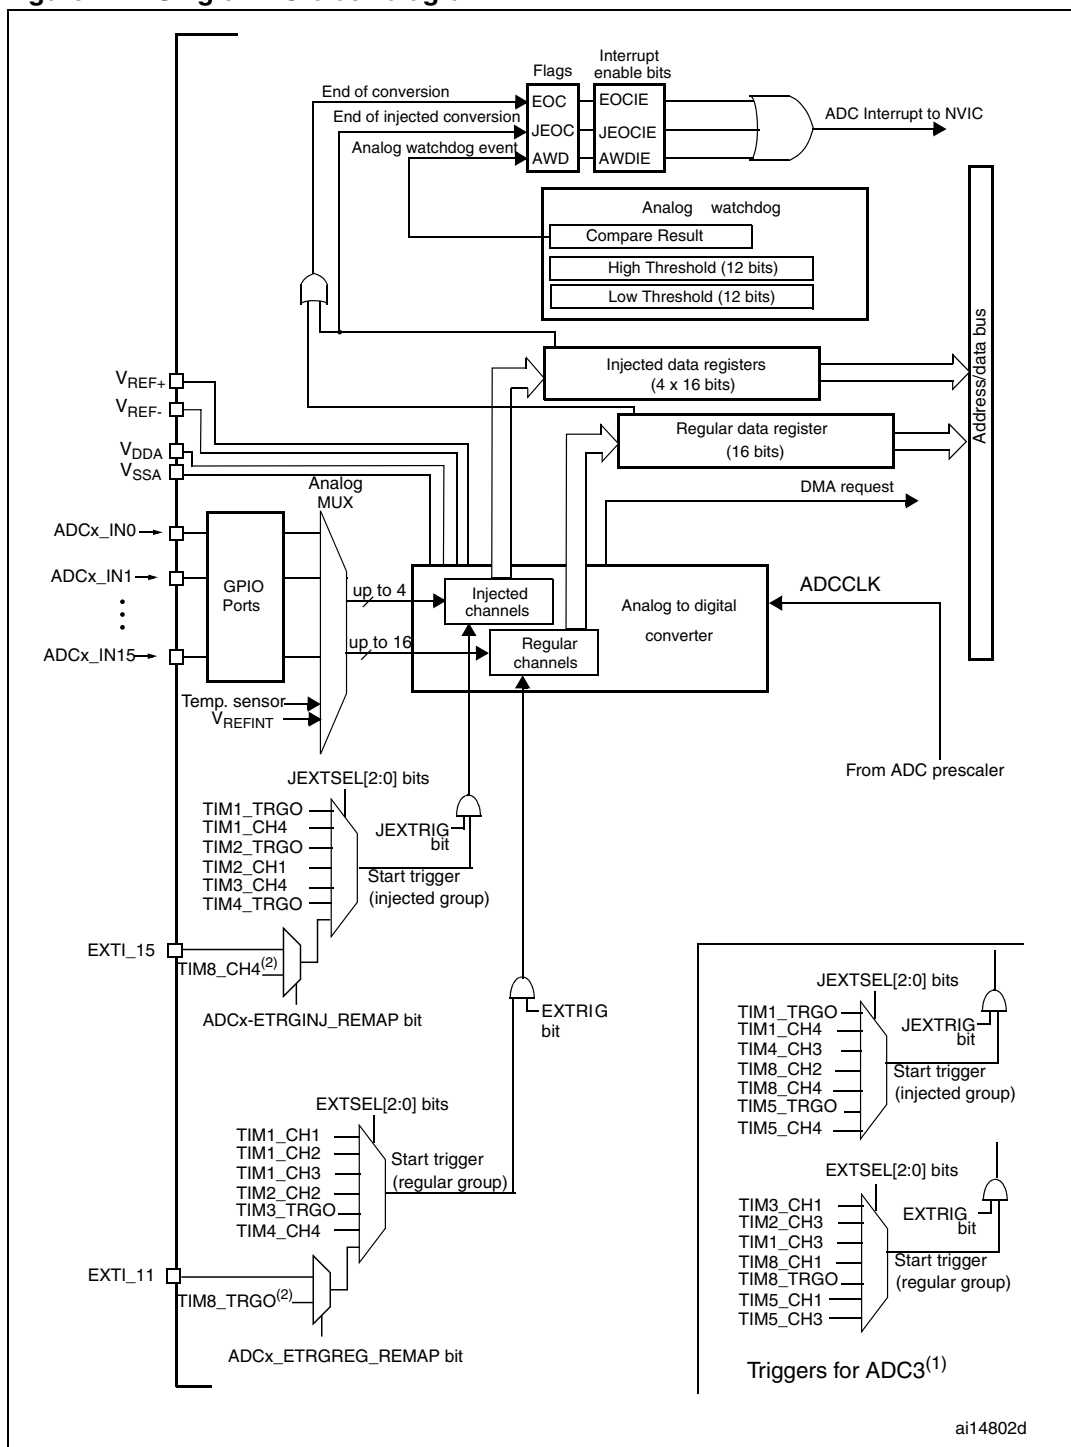 Flags
Interrupt
enable bits
End of conversion
EOC
EOCIE
End of injected conversion
JEOC
JEOCIE
ADC Interrupt to NVIC
Analog watchdog event
AWD
AWDIE
Analog watchdog
Compare Result
High Threshold (12 bits)
Low Threshold (12 bits)
Address/data bus
Injected data registers
(4 x 16 bits)
Regular data register
(16 bits)
DMA request
VREF+
VREF-
VDDA
VSSA
Analog
MUX
ADCx_IN0
ADCx_IN1
ADCx_IN15
GPIO
Ports
up to 4
up to 16
Injected
channels
Regular
channels
Analog to digital
converter
ADCCLK
Temp. sensor
VREFINT
From ADC prescaler
JEXTSEL[2:0] bits
TIM1_TRGO
TIM1_CH4
TIM2_TRGO
TIM2_CH1
TIM3_CH4
TIM4_TRGO
JEXTRIG
bit
Start trigger
(injected group)
EXTI_15
TIM8_CH4(2)
ADCx-ETRGINJ_REMAP bit
EXTRIG
bit
EXTSEL[2:0] bits
TIM1_CH1
TIM1_CH2
TIM1_CH3
TIM2_CH2
TIM3_TRGO
TIM4_CH4
Start trigger
(regular group)
EXTI_11
TIM8_TRGO(2)
ADCx_ETRGREG_REMAP bit
JEXTSEL[2:0] bits
TIM1_TRGO
TIM1_CH4
TIM4_CH3
TIM8_CH2
TIM8_CH4
TIM5_TRGO
TIM5_CH4
JEXTRIG
bit
Start trigger
(injected group)
EXTSEL[2:0] bits
TIM3_CH1
TIM2_CH3
TIM1_CH3
TIM8_CH1
TIM8_TRGO
TIM5_CH1
TIM5_CH3
EXTRIG
bit
Start trigger
(regular group)
Triggers for ADC3(1)
ai14802d